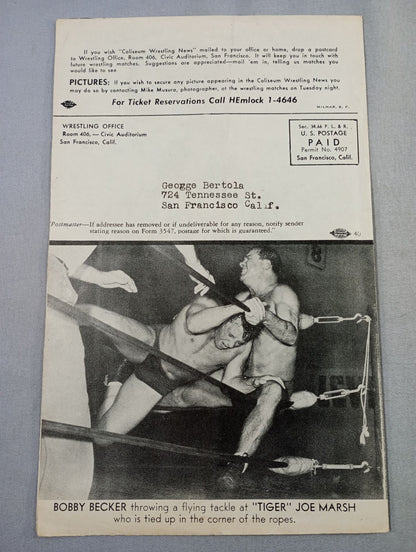 If you wish "Coliseum Wrestling News" mailed to your office or home, drop a postcard
to Wrestling Office, Room 406, Civic Auditorium, San Francisco. It will keep you in touch with
future wrestling matches. Suggestions are appreciated—mail 'em in, telling us matches you
would like to see
PICTURES: If you wish to secure any picture appearing in the Coliseum Wrestling News you
may do so by contacting Mike Musura, photographer, at the wrestling matches on Tuesday night.
For Ticket Reservations Call HEmlock 1-4646
WRESTLING OFFICE
Room 406,—Civic Auditorium
San Francisco, Calif.
Sec. 34.66 P. L. & R.
U. S. POSTAGE
PAID
Permit No. 4907
San Francisco, Calif.
Geogge Bertola
724 Tennesee St.
San Francisco Calif.
Postmaster—If addressee has removed or if undeliverable for any reason, notify sender
stating reason on Form 3547, postage for which is guaranteed."
40
BOBBY BECKER throwing a flying tackle at "TIGER" JOE MARSH
who is tied up in the corner of the ropes.